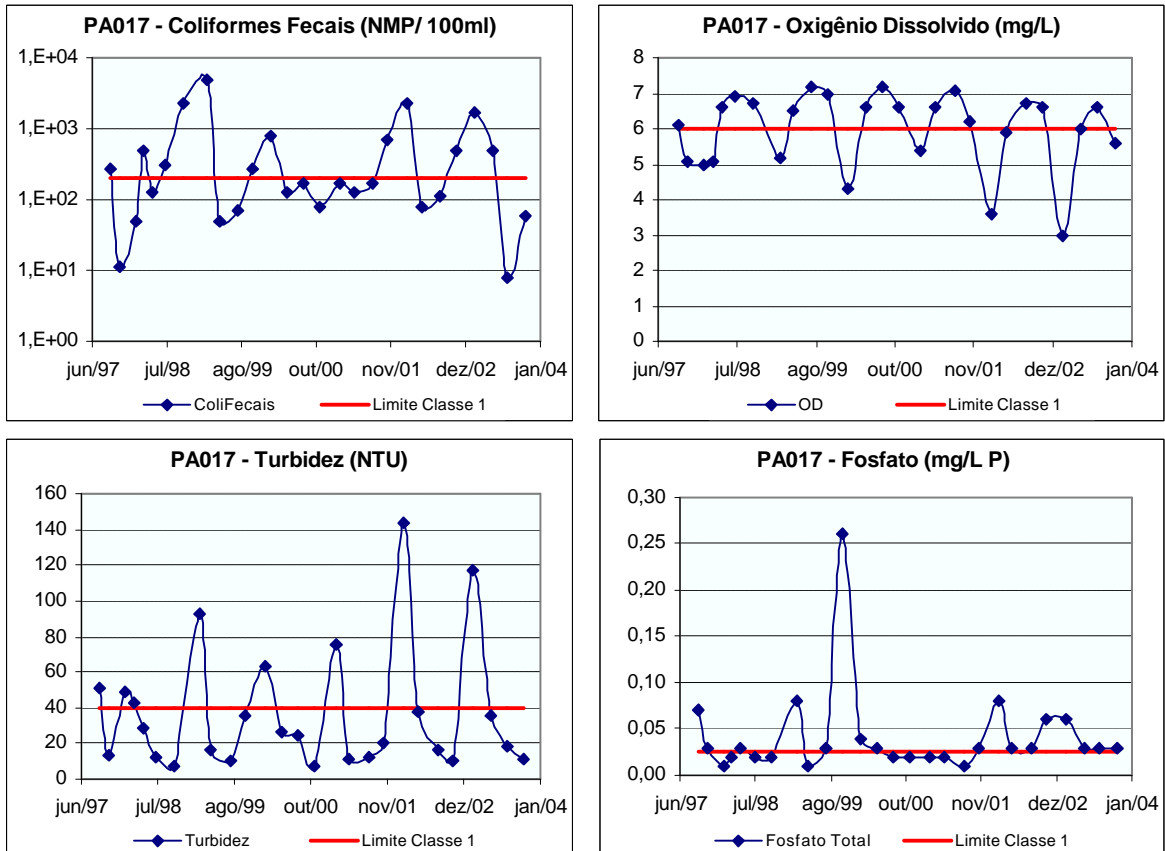 PA017 - Coliformes Fecais (NMP/ 100ml)
1,E+04
1,E+03
1,E+02
1,E+01
1,E+00
jun/97 jul/98 ago/99 out/00 nov/01 dez/02 jan/04
ColiFecais Limite Classe 1
PA017 - Oxigênio Dissolvido (mg/L)
8
7
6
5
4
3
2
1
0
jun/97 jul/98 ago/99 out/00 nov/01 dez/02 jan/04
OD Limite Classe 1
PA017 - Turbidez (NTU)
160
140
120
100
80
60
40
20
0
jun/97 jul/98 ago/99 out/00 nov/01 dez/02 jan/04
Turbidez Limite Classe 1
PA017 - Fosfato (mg/L P)
0,30
0,25
0,20
0,15
0,10
0,05
0,00
jun/97 jul/98 ago/99 out/00 nov/01 dez/02 jan/04
Fosfato Total Limite Classe 1